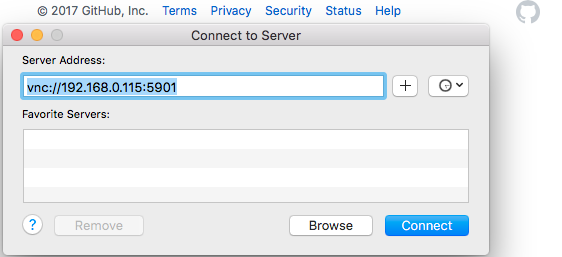 © 2017 GitHub, Inc. Terms Privacy Security Status Help
Connect to Server
Server Address:
vnc://192.168.0.115:5901
+
Favorite Servers:
? Remove Browse Connect